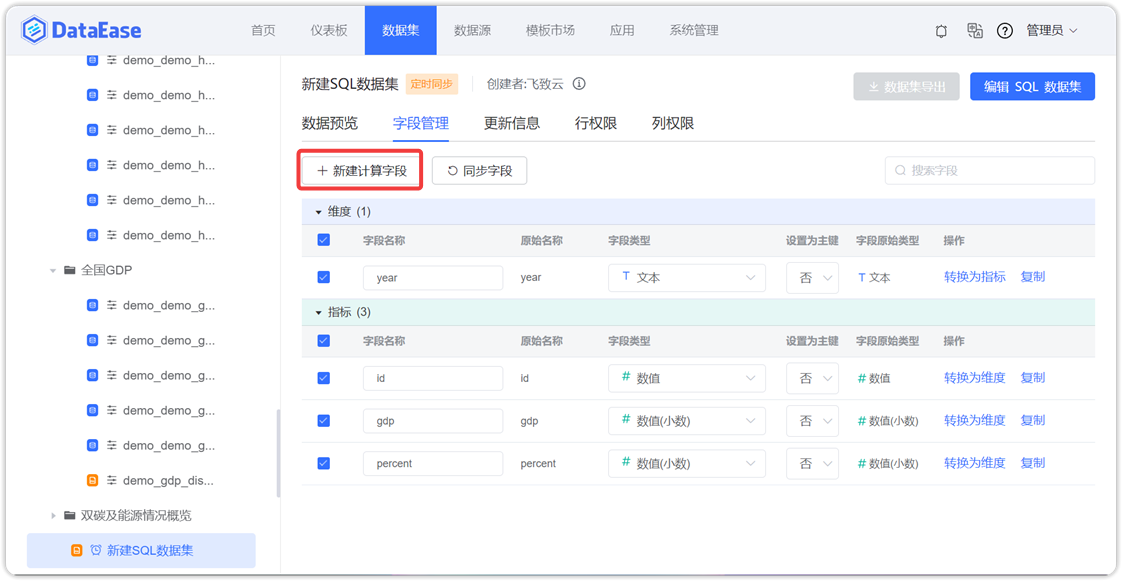 DataEase 首页 仪表板 数据集 数据源 模板市场 应用 系统管理 管理员
demo_demo_h...
demo_demo_h...
demo_demo_h...
demo_demo_h...
demo_demo_h...
demo_demo_h...
全国GDP
demo_demo_g...
demo_demo_g...
demo_demo_g...
demo_demo_g...
demo_demo_g...
demo_gdp_dis...
双碳及能源情况概览
新建SQL数据集
新建SQL数据集 定时同步 创建者:飞致云 数据集导出 编辑 SQL 数据集
数据预览 字段管理 更新信息 行权限 列权限
新建计算字段 同步字段 搜索字段
维度 (1)
字段名称 原始名称 字段类型 设置为主键 字段原始类型 操作
year year T 文本 否 T 文本 转换为指标 复制
指标 (3)
字段名称 原始名称 字段类型 设置为主键 字段原始类型 操作
id id # 数值 否 # 数值 转换为维度 复制
gdp gdp # 数值(小数) 否 # 数值(小数) 转换为维度 复制
percent percent # 数值(小数) 否 # 数值(小数) 转换为维度 复制